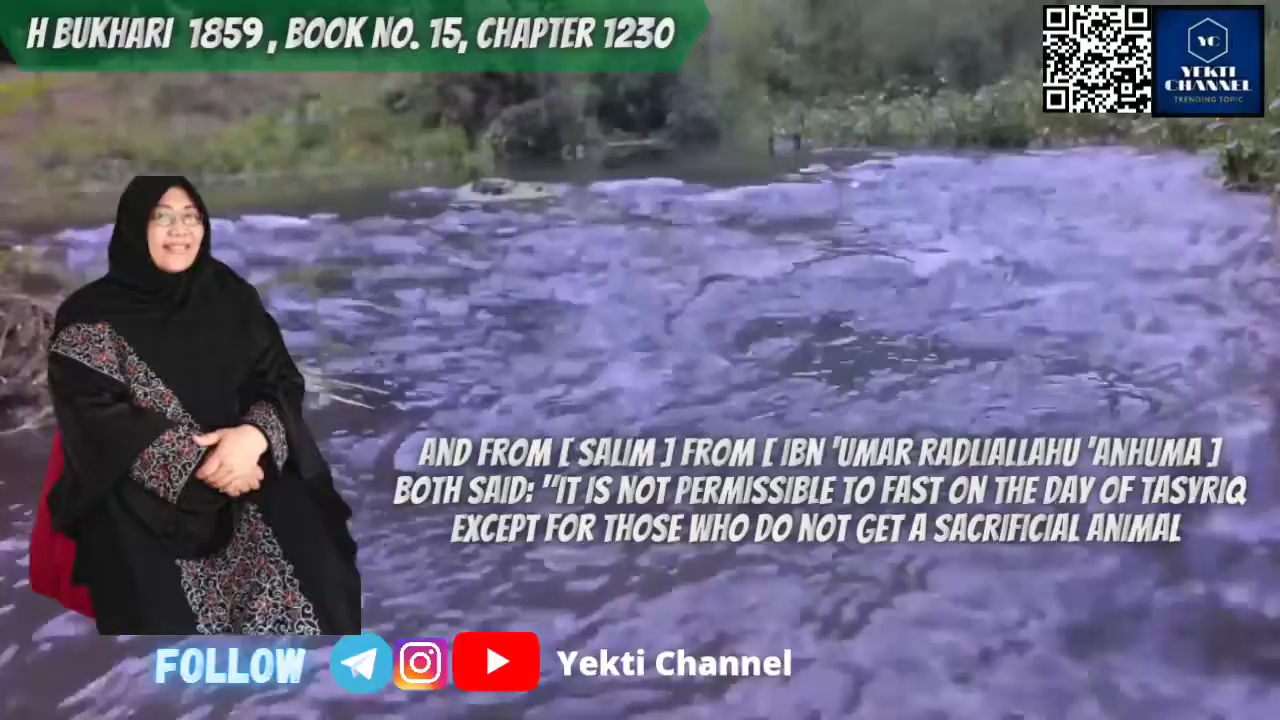 H BUKHARI 1859 , BOOK NO. 15, CHAPTER 1230
YC
YEKTI
CHANNEL
TRENDING TOPIC
AND FROM [ SALIM ] FROM [ IBN 'UMAR RADLIALLAHU 'ANHUMA ]
BOTH SAID: "IT IS NOT PERMISSIBLE TO FAST ON THE DAY OF TASYRIQ
EXCEPT FOR THOSE WHO DO NOT GET A SACRIFICIAL ANIMAL
FOLLOW Yekti Channel